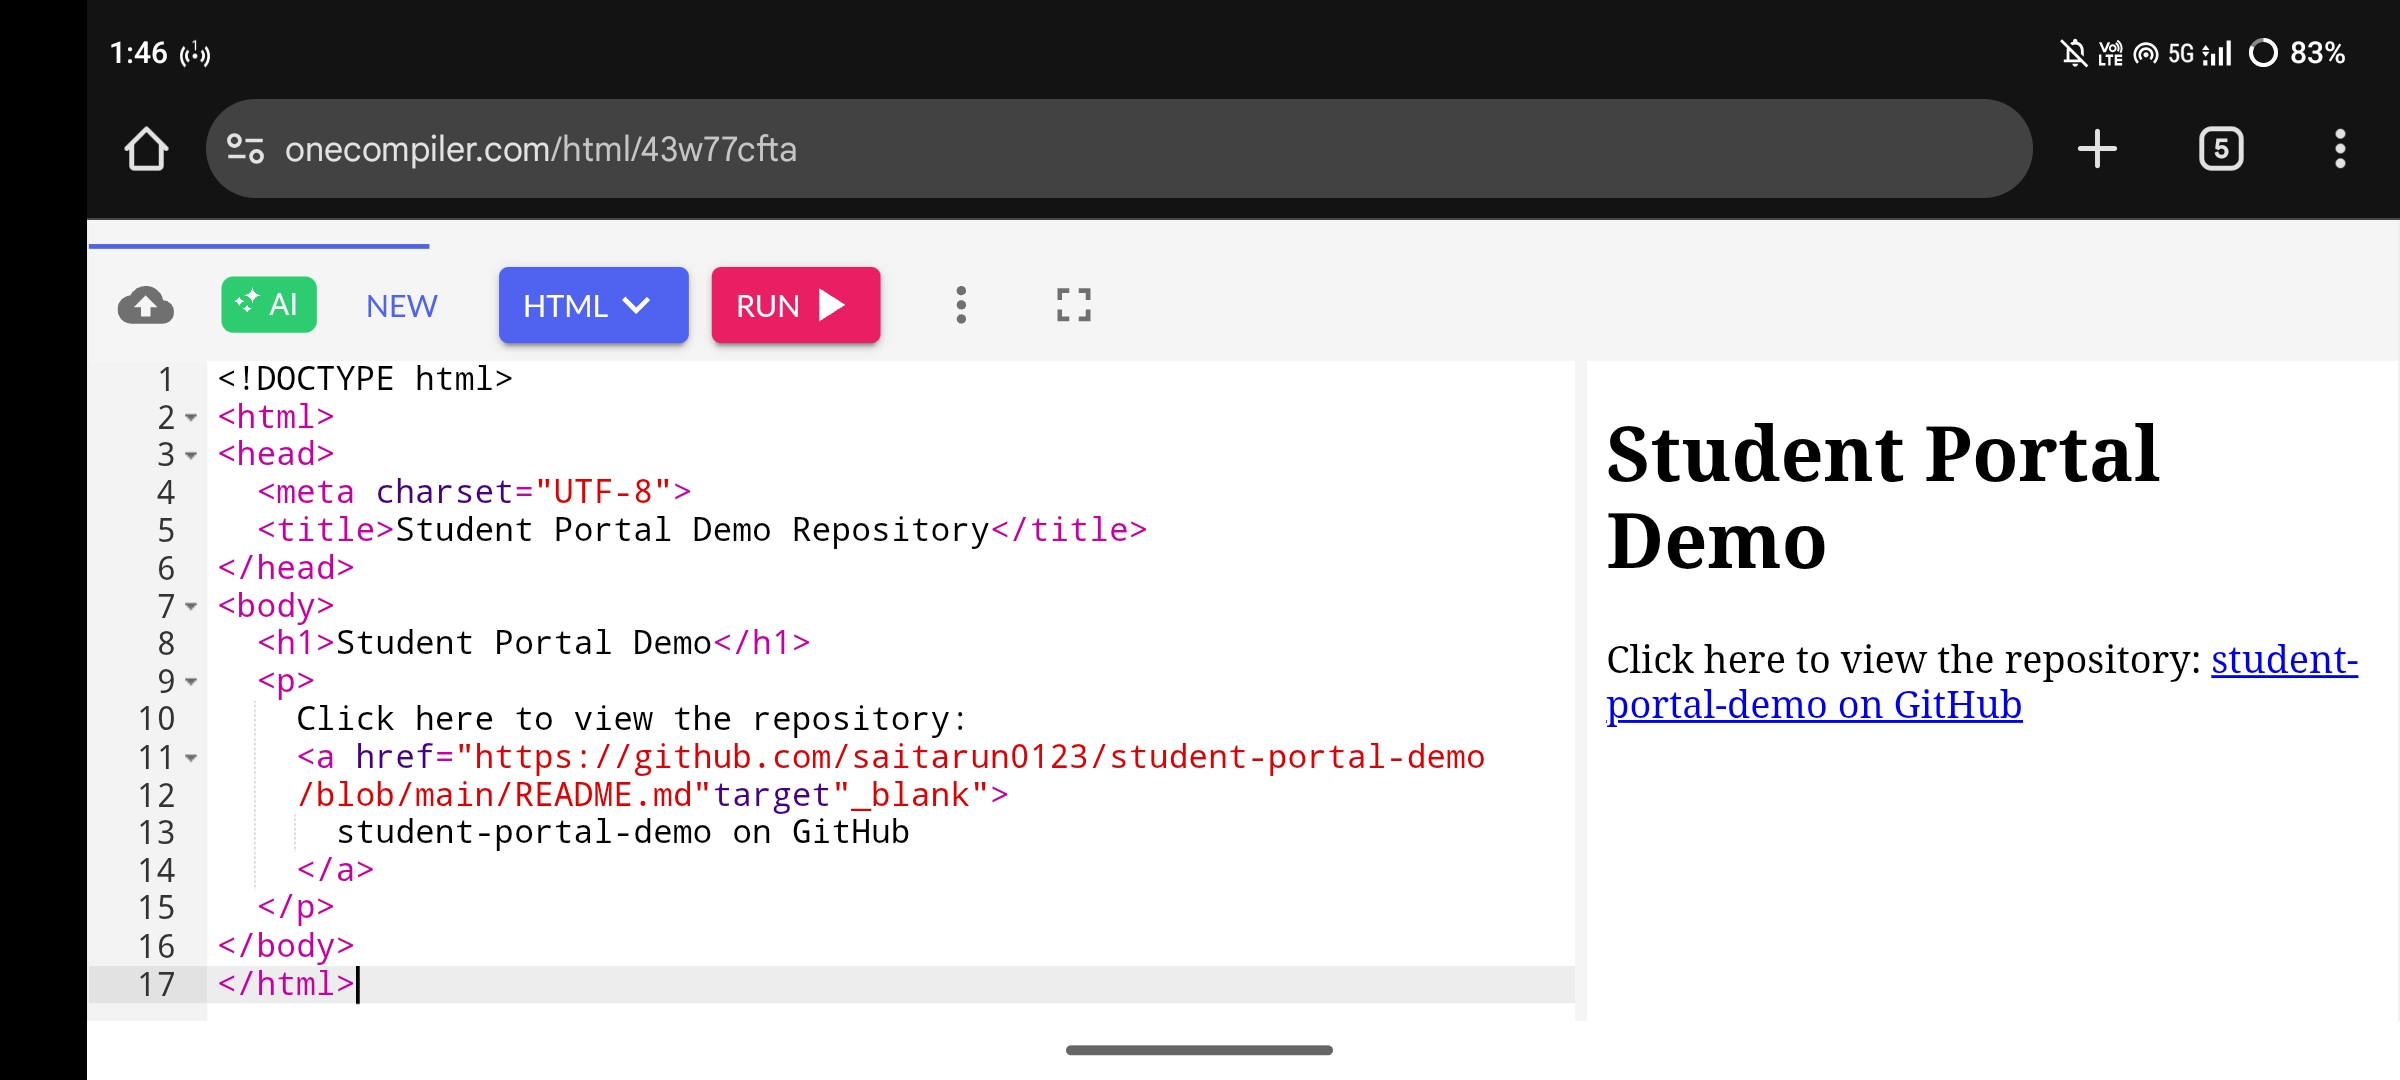 1:46
5G 83%
onecompiler.com/html/43w77cfta
5
AI NEW HTML RUN
1 <!DOCTYPE html>
2 <html>
3 <head>
4   <meta charset="UTF-8">
5   <title>Student Portal Demo Repository</title>
6 </head>
7 <body>
8   <h1>Student Portal Demo</h1>
9   <p>
10     Click here to view the repository:
11     <a href="https://github.com/saitarun0123/student-portal-demo
12     /blob/main/README.md"target"_blank">
13       student-portal-demo on GitHub
14     </a>
15   </p>
16 </body>
17 </html>
Student Portal
Demo
Click here to view the repository: student-
portal-demo on GitHub